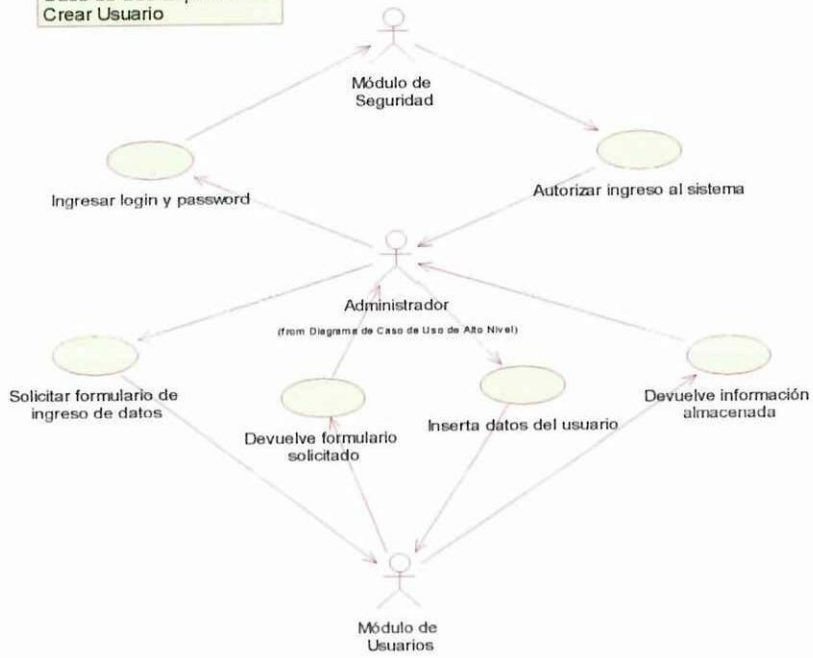 Crear Usuario
Módulo de
Seguridad
Ingresar login y password
Autorizar ingreso al sistema
Administrador
(from Diagrama de Caso de Uso de Alto Nivel)
Solicitar formulario de
ingreso de datos
Devuelve formulario
solicitado
Inserta datos del usuario
Devuelve información
almacenada
Módulo de
Usuarios